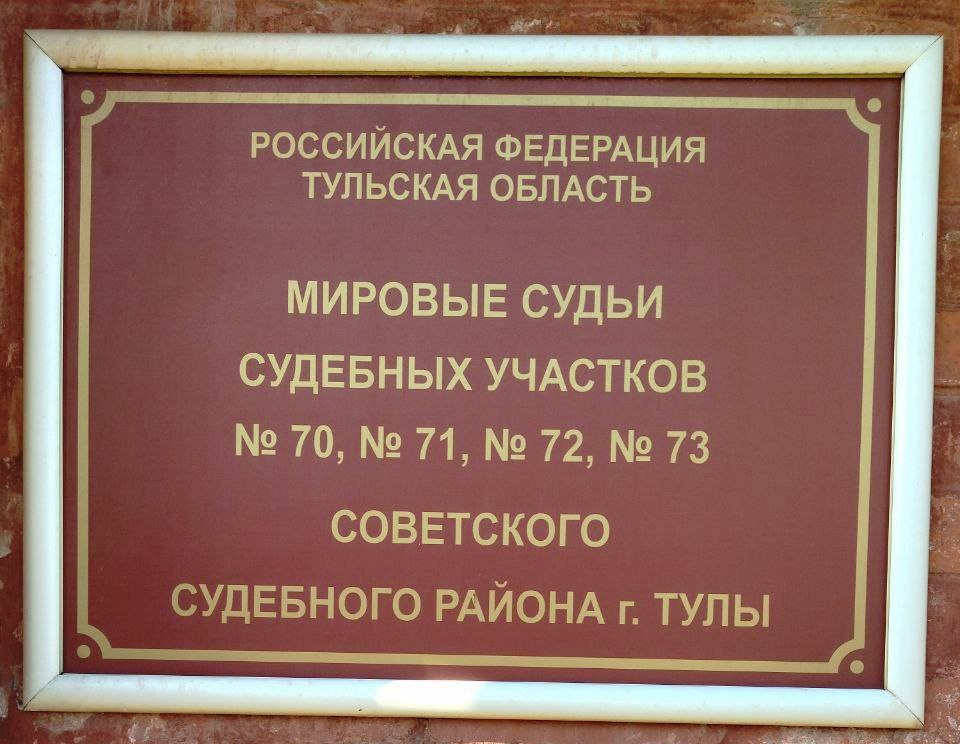 РОССИЙСКАЯ ФЕДЕРАЦИЯ
ТУЛЬСКАЯ ОБЛАСТЬ
МИРОВЫЕ СУДЬИ
СУДЕБНЫХ УЧАСТКОВ
№ 70, № 71, № 72, № 73
СОВЕТСКОГО
СУДЕБНОГО РАЙОНА г. ТУЛЫ